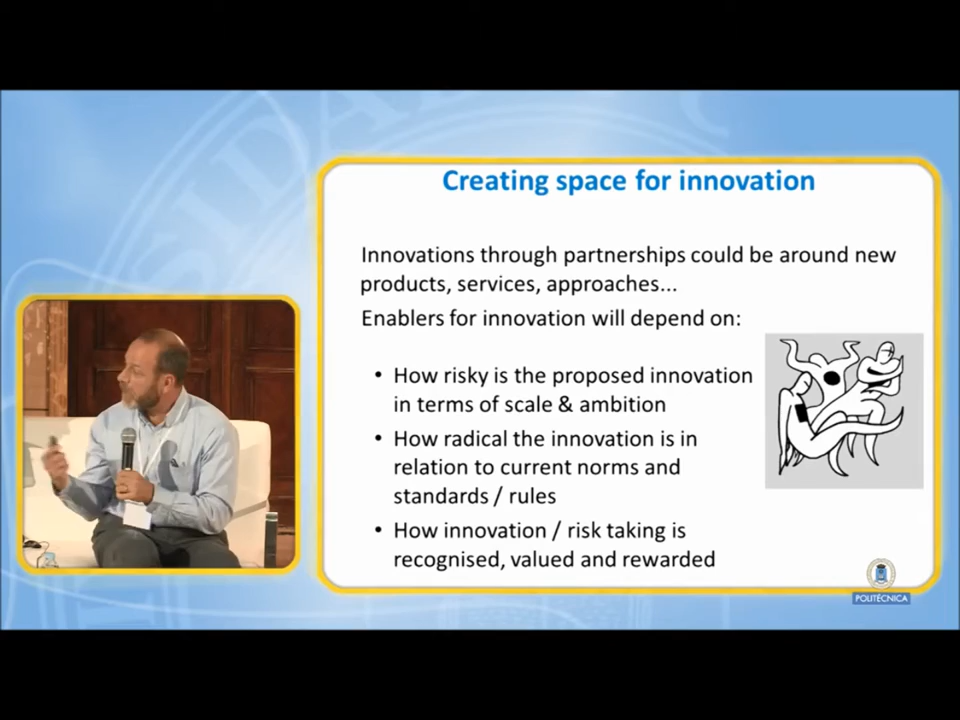 Creating space for innovation
Innovations through partnerships could be around new
products, services, approaches...
Enablers for innovation will depend on:
• How risky is the proposed innovation
in terms of scale & ambition
• How radical the innovation is in
relation to current norms and
standards / rules
• How innovation / risk taking is
recognised, valued and rewarded
POLITÉCNICA